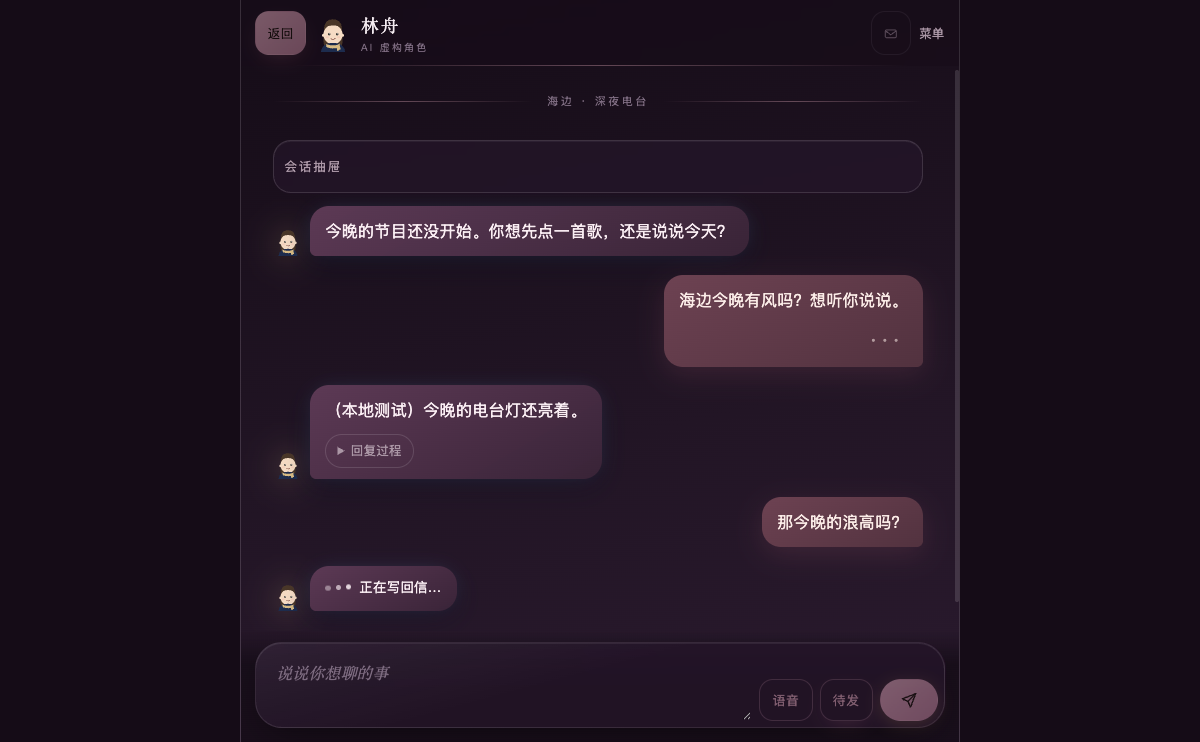 返回
林舟
AI 虚构角色
菜单
海边 · 深夜电台
会话抽屉
今晚的节目还没开始。你想先点一首歌，还是说说今天？
海边今晚有风吗？想听你说说。
···
（本地测试）今晚的电台灯还亮着。
▶ 回复过程
那今晚的浪高吗？
正在写回信…
说说你想聊的事
语音
待发